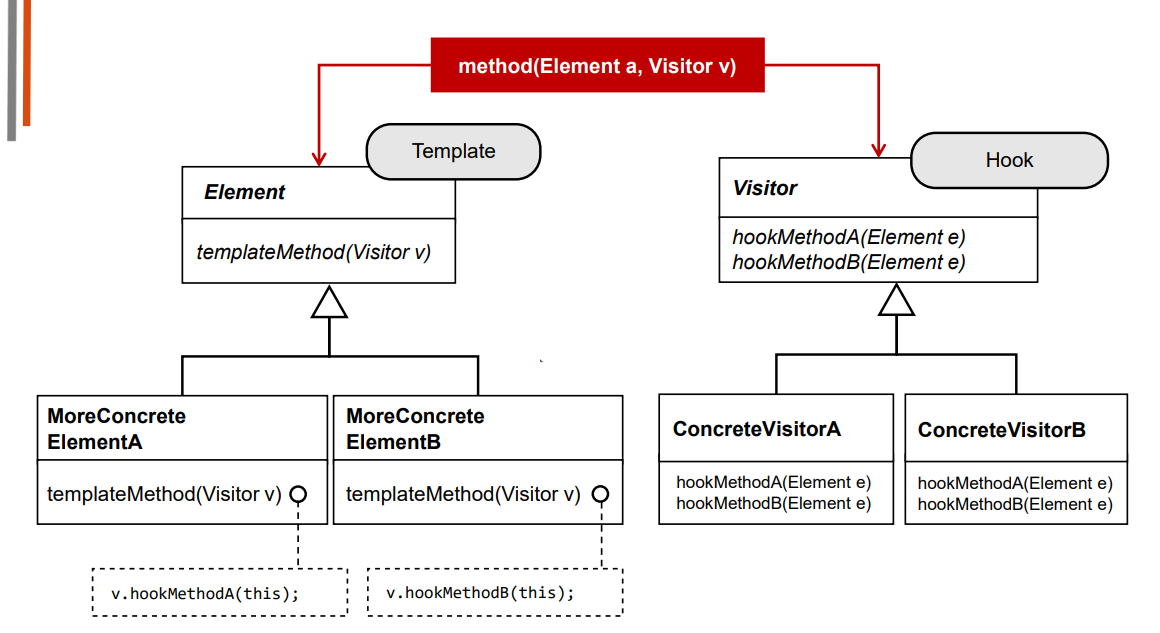 method(Element a, Visitor v)
Template
Hook
Element
templateMethod(Visitor v)
Visitor
hookMethodA(Element e)
hookMethodB(Element e)
MoreConcrete
ElementA
templateMethod(Visitor v)
MoreConcrete
ElementB
templateMethod(Visitor v)
ConcreteVisitorA
hookMethodA(Element e)
hookMethodB(Element e)
ConcreteVisitorB
hookMethodA(Element e)
hookMethodB(Element e)
v.hookMethodA(this);
v.hookMethodB(this);